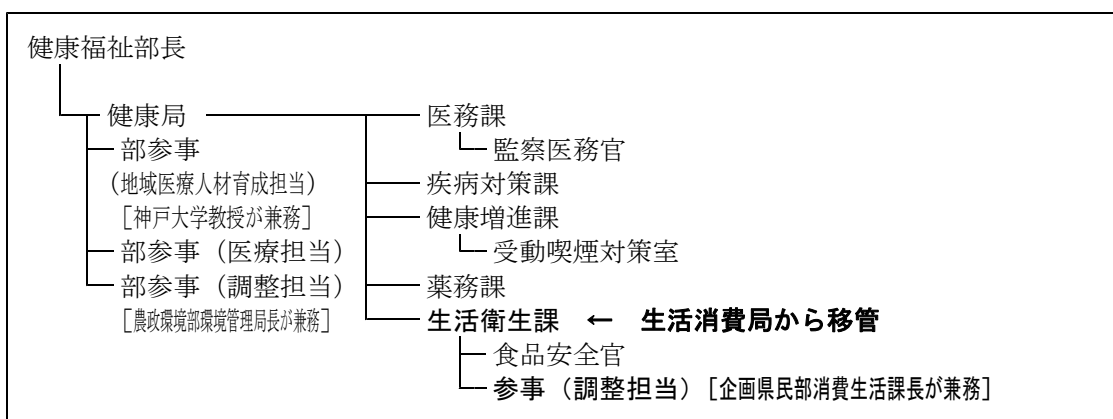 健康福祉部長
健康局 医務課
部参事 監察医務官
(地域医療人材育成担当) 疾病対策課
[神戸大学教授が兼務] 健康増進課
部参事(医療担当) 受動喫煙対策室
部参事(調整担当) 薬務課
[農政環境部環境管理局長が兼務] 生活衛生課 ← 生活消費局から移管
食品安全官
参事(調整担当)[企画県民部消費生活課長が兼務]